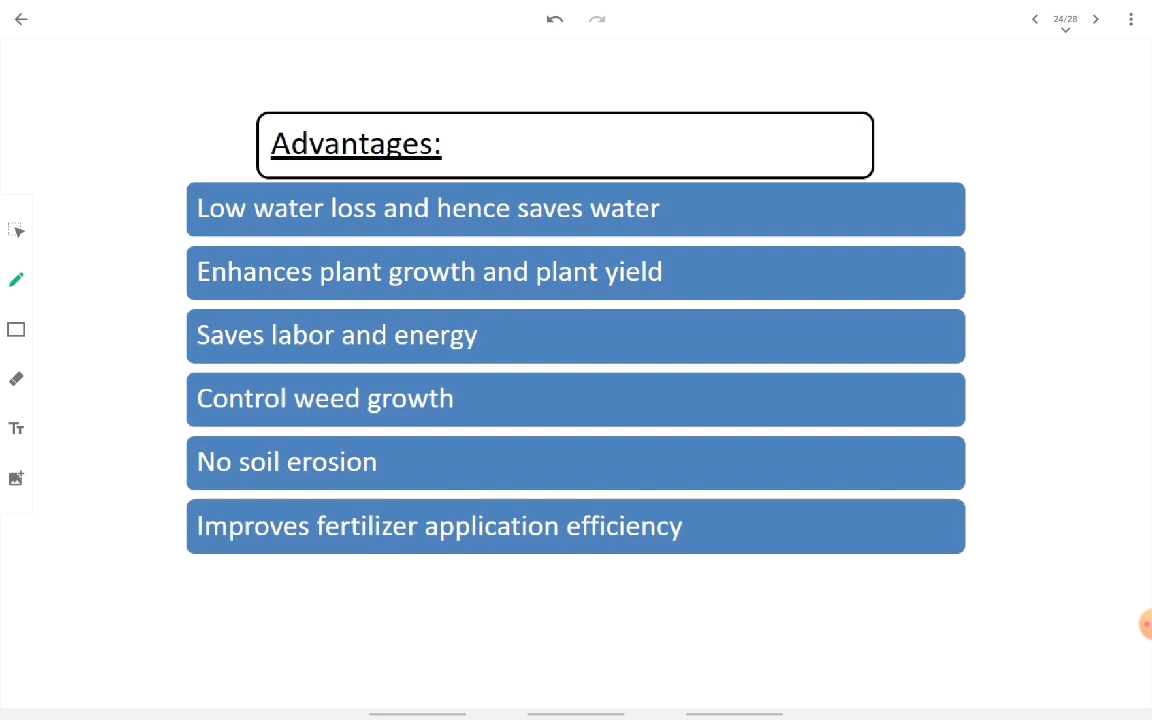 24/28
Advantages:
Low water loss and hence saves water
Enhances plant growth and plant yield
Saves labor and energy
Control weed growth
No soil erosion
Improves fertilizer application efficiency
TT